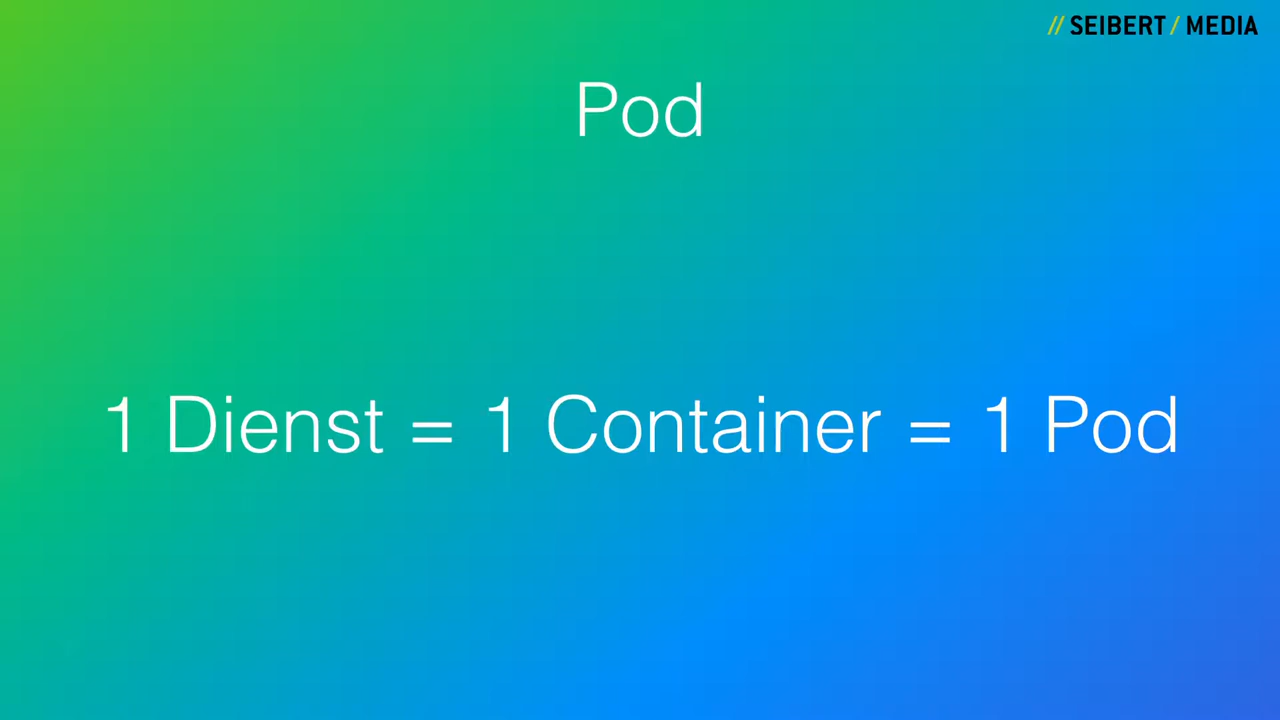 // SEIBERT / MEDIA
Pod
1 Dienst = 1 Container = 1 Pod